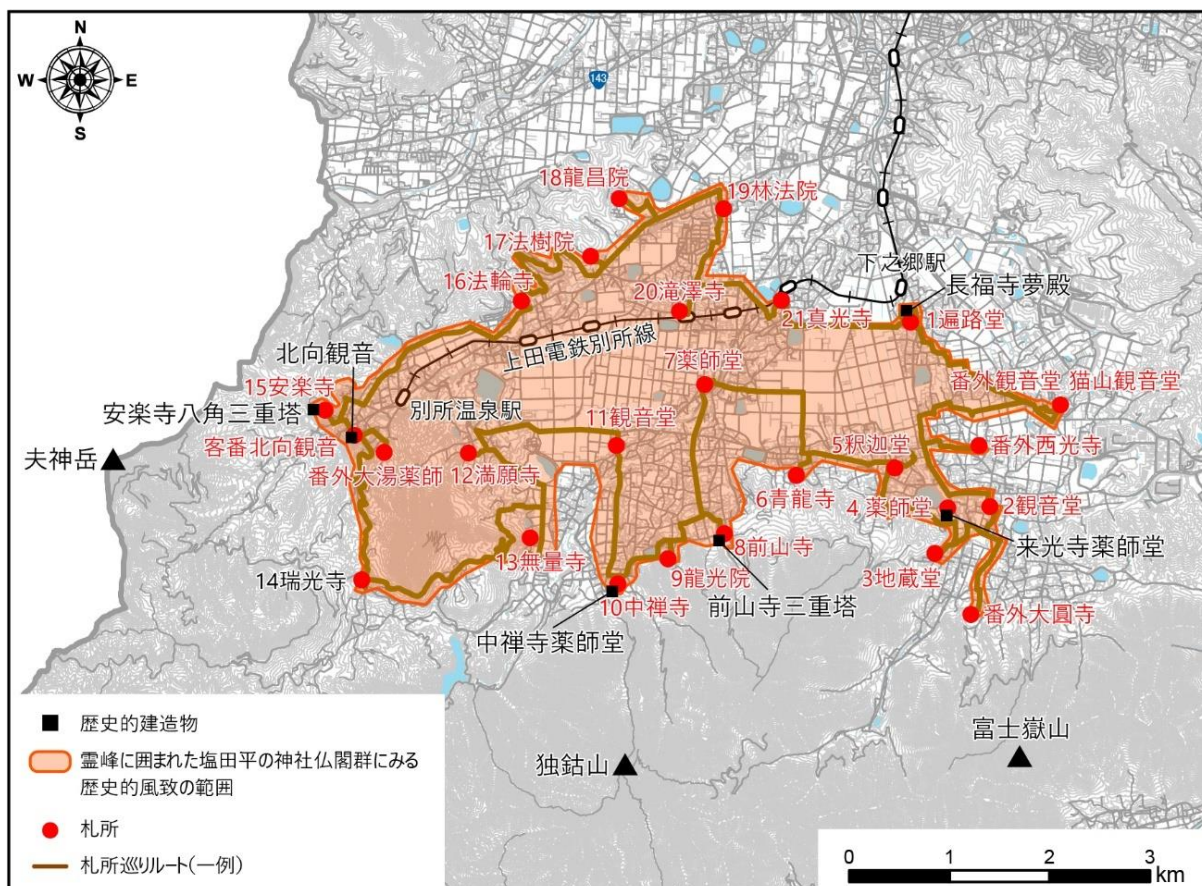 N
W
E
S
143
18龍昌院
19林法院
17法樹院
下之郷駅
長福寺夢殿
16法輪寺
20滝澤寺
21真光寺
1遍路堂
上田電鉄別所線
北向観音
7薬師堂
番外観音堂 猫山観音堂
15安楽寺
安楽寺八角三重塔
別所温泉駅
11観音堂
客番北向観音
5釈迦堂
番外西光寺
夫神岳
番外大湯薬師
12満願寺
6青龍寺
4 薬師堂
2観音堂
来光寺薬師堂
8前山寺
13無量寺
9龍光院
3地蔵堂
14瑞光寺
10中禅寺
前山寺三重塔
番外大圓寺
中禅寺薬師堂
富士嶽山
独鈷山
歴史的建造物
霊峰に囲まれた塩田平の神社仏閣群にみる
歴史的風致の範囲
札所
札所巡りルート(一例)
0 1 2 3
km